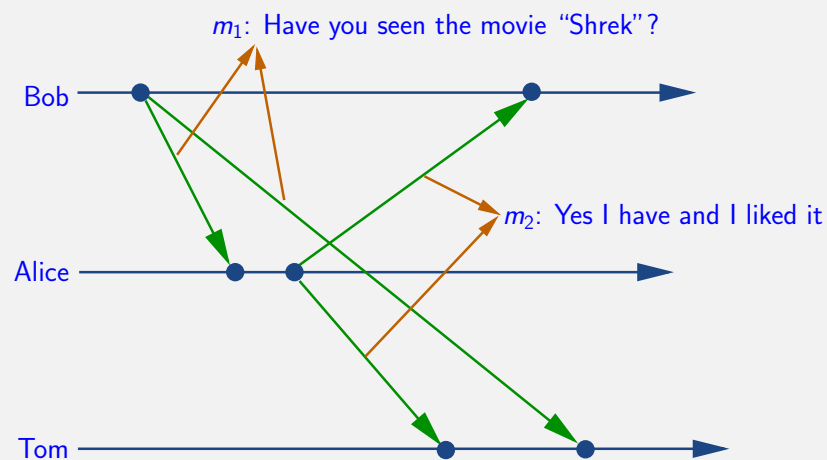 m₁: Have you seen the movie “Shrek”?
Bob
m₂: Yes I have and I liked it
Alice
Tom